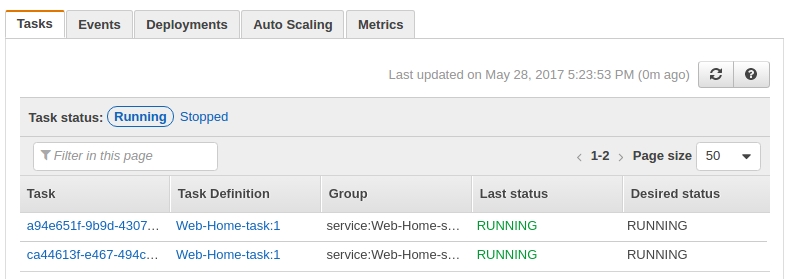 Tasks Events Deployments Auto Scaling Metrics
Last updated on May 28, 2017 5:23:53 PM (0m ago)
Task status: Running Stopped
Filter in this page 1-2 Page size 50
Task Task Definition Group Last status Desired status
a94e651f-9b9d-4307... Web-Home-task:1 service:Web-Home-s... RUNNING RUNNING
ca44613f-e467-494c... Web-Home-task:1 service:Web-Home-s... RUNNING RUNNING